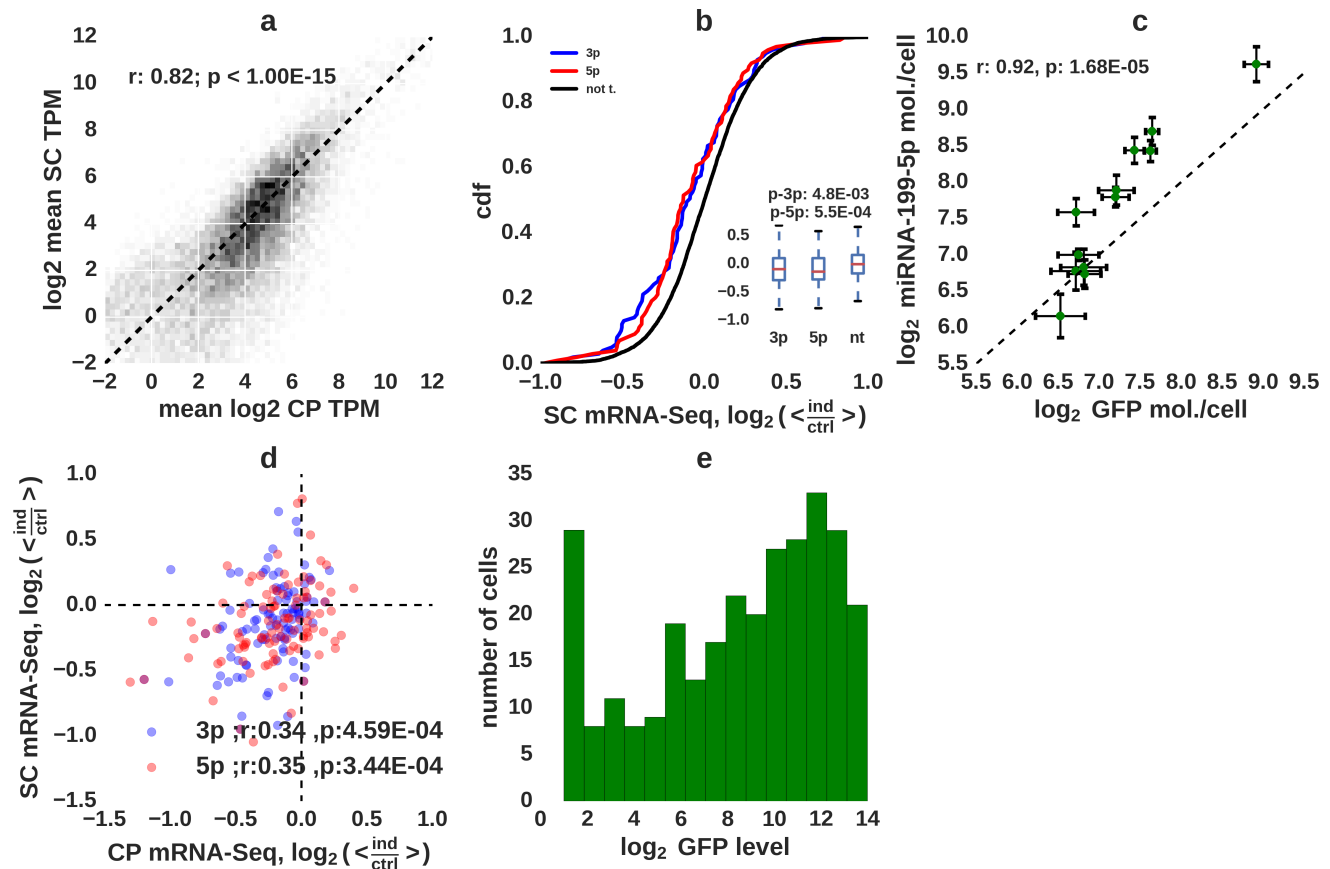 a
r: 0.82; p < 1.00E-15
log2 mean SC TPM
12
10
8
6
4
2
0
−2
−2 0 2 4 6 8 10 12
mean log2 CP TPM
b
3p
5p
not t.
cdf
1.0
0.8
0.6
0.4
0.2
0.0
p-3p: 4.8E-03
p-5p: 5.5E-04
0.5
0.0
−0.5
−1.0
3p 5p nt
−1.0 −0.5 0.0 0.5 1.0
SC mRNA-Seq, log₂ (<ind/ctrl>)
c
r: 0.92, p: 1.68E-05
log₂ miRNA-199-5p mol./cell
10.0
9.5
9.0
8.5
8.0
7.5
7.0
6.5
6.0
5.5
5.5 6.0 6.5 7.0 7.5 8.0 8.5 9.0 9.5
log₂ GFP mol./cell
d
SC mRNA-Seq, log₂ (<ind/ctrl>)
1.0
0.5
0.0
−0.5
−1.0
−1.5
3p ;r:0.34 ,p:4.59E-04
5p ;r:0.35 ,p:3.44E-04
−1.5 −1.0 −0.5 0.0 0.5 1.0
CP mRNA-Seq, log₂ (<ind/ctrl>)
e
number of cells
35
30
25
20
15
10
5
0
0 2 4 6 8 10 12 14
log₂ GFP level